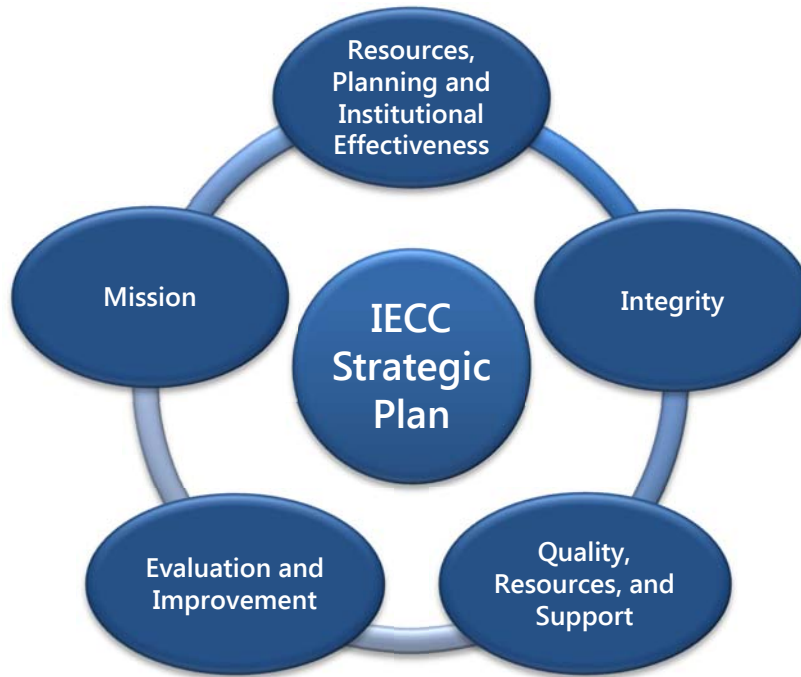 Resources,
Planning and
Institutional
Effectiveness
Mission
Integrity
IECC
Strategic
Plan
Evaluation and
Improvement
Quality,
Resources, and
Support